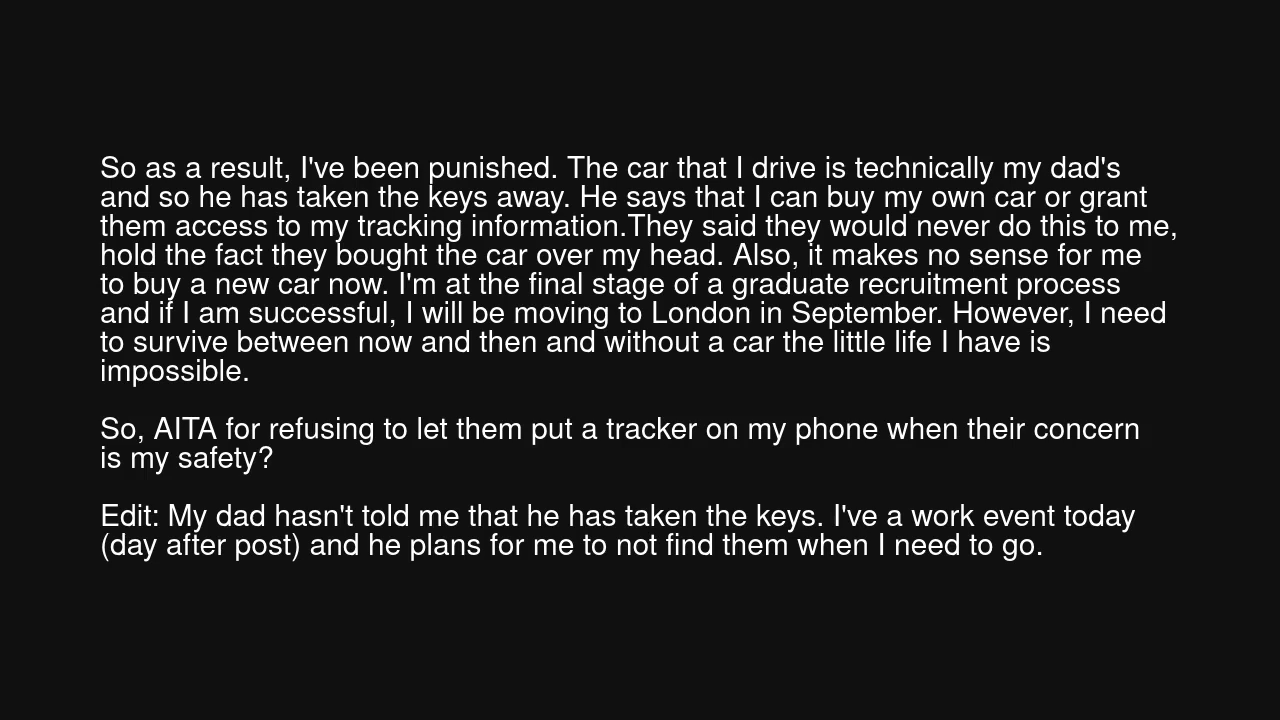 So as a result, I've been punished. The car that I drive is technically my dad's
and so he has taken the keys away. He says that I can buy my own car or grant
them access to my tracking information.They said they would never do this to me,
hold the fact they bought the car over my head. Also, it makes no sense for me
to buy a new car now. I'm at the final stage of a graduate recruitment process
and if I am successful, I will be moving to London in September. However, I need
to survive between now and then and without a car the little life I have is
impossible.
So, AITA for refusing to let them put a tracker on my phone when their concern
is my safety?
Edit: My dad hasn't told me that he has taken the keys. I've a work event today
(day after post) and he plans for me to not find them when I need to go.